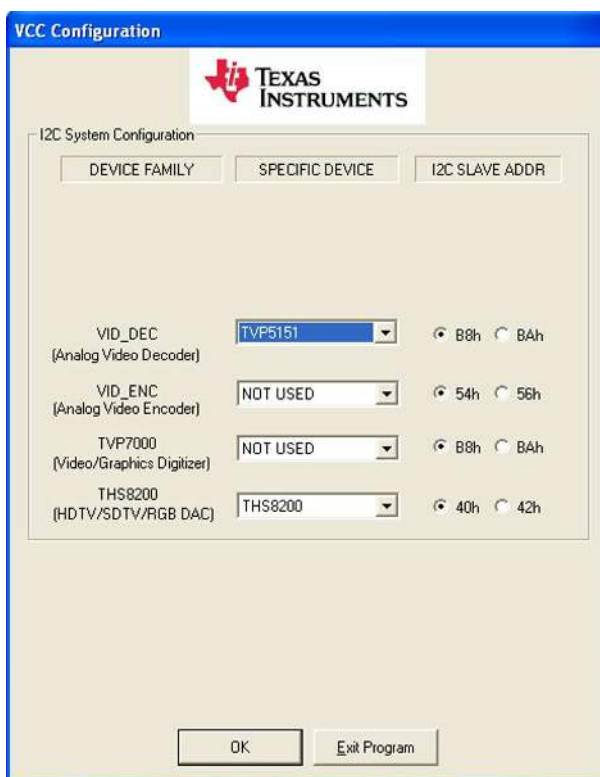 VCC Configuration
TEXAS
INSTRUMENTS
I2C System Configuration
DEVICE FAMILY SPECIFIC DEVICE I2C SLAVE ADDR
VID_DEC
(Analog Video Decoder)
TVP5151 B8h BAh
VID_ENC
(Analog Video Encoder)
NOT USED 54h 56h
TVP7000
(Video/Graphics Digitizer)
NOT USED B8h BAh
THS8200
(HDTV/SDTV/RGB DAC)
THS8200 40h 42h
OK Exit Program